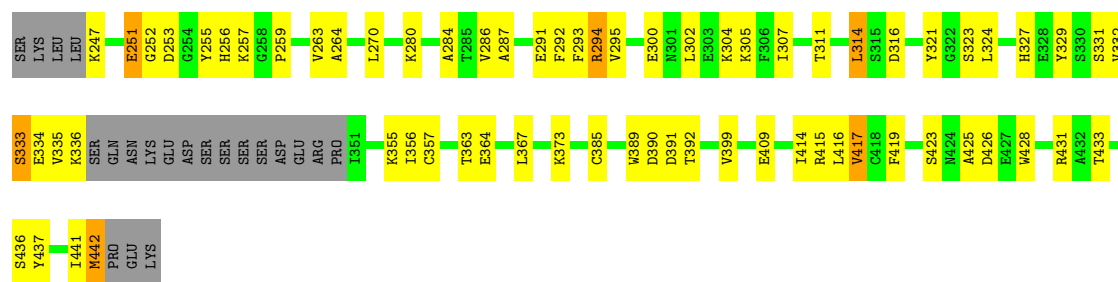 SER LYS LEU LEU K247 E251 G252 D253 G254 Y255 H256 K257 G258 P259 V263 A264 L270 K280 A284 T285 V286 A287 E291 F292 F293 R294 V295 E300 N301 L302 E303 K304 K305 F306 I307 T311 L314 S315 D316 Y321 G322 S323 L324 H327 E328 Y329 S330 S331
S333 E334 V335 K336 SER GLN ASN LYS GLU ASP SER SER SER SER ASP GLU ARG PRO I351 K355 I356 C357 T363 E364 L367 K373 C385 W389 D390 D391 T392 V399 E409 I414 R415 L416 V417 C418 F419 S423 N424 A425 D426 E427 W428 R431 A432 T433
S436 Y437 I441 M442 PRO GLU LYS